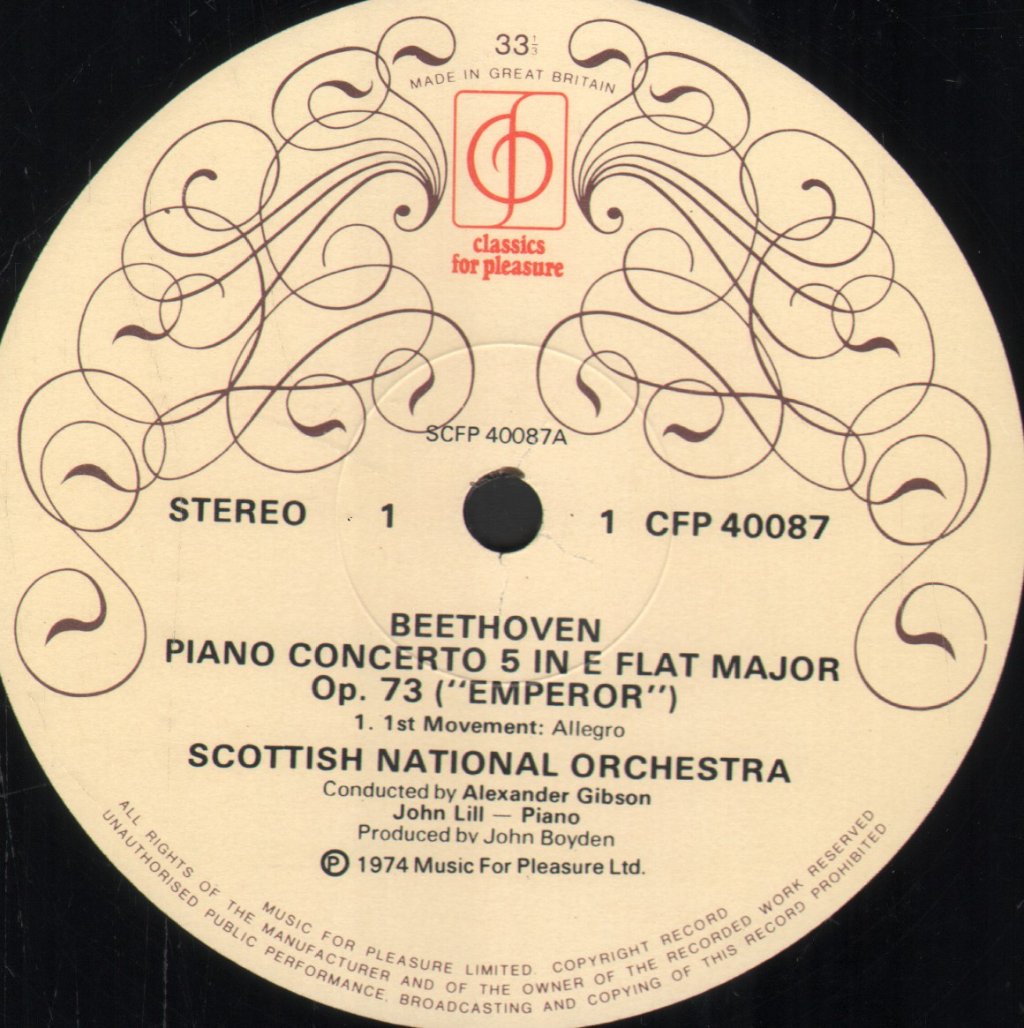 33⅓
MADE IN GREAT BRITAIN
classics
for pleasure
SCFP 40087A
STEREO 1 1 CFP 40087
BEETHOVEN
PIANO CONCERTO 5 IN E FLAT MAJOR
Op. 73 ("EMPEROR")
1. 1st Movement: Allegro
SCOTTISH NATIONAL ORCHESTRA
Conducted by Alexander Gibson
John Lill — Piano
Produced by John Boyden
℗ 1974 Music For Pleasure Ltd.
MUSIC FOR PLEASURE LIMITED. COPYRIGHT RECORD
ALL RIGHTS OF THE MANUFACTURER AND OF THE OWNER OF THE RECORDED WORK RESERVED
UNAUTHORISED PUBLIC PERFORMANCE, BROADCASTING AND COPYING OF THIS RECORD PROHIBITED